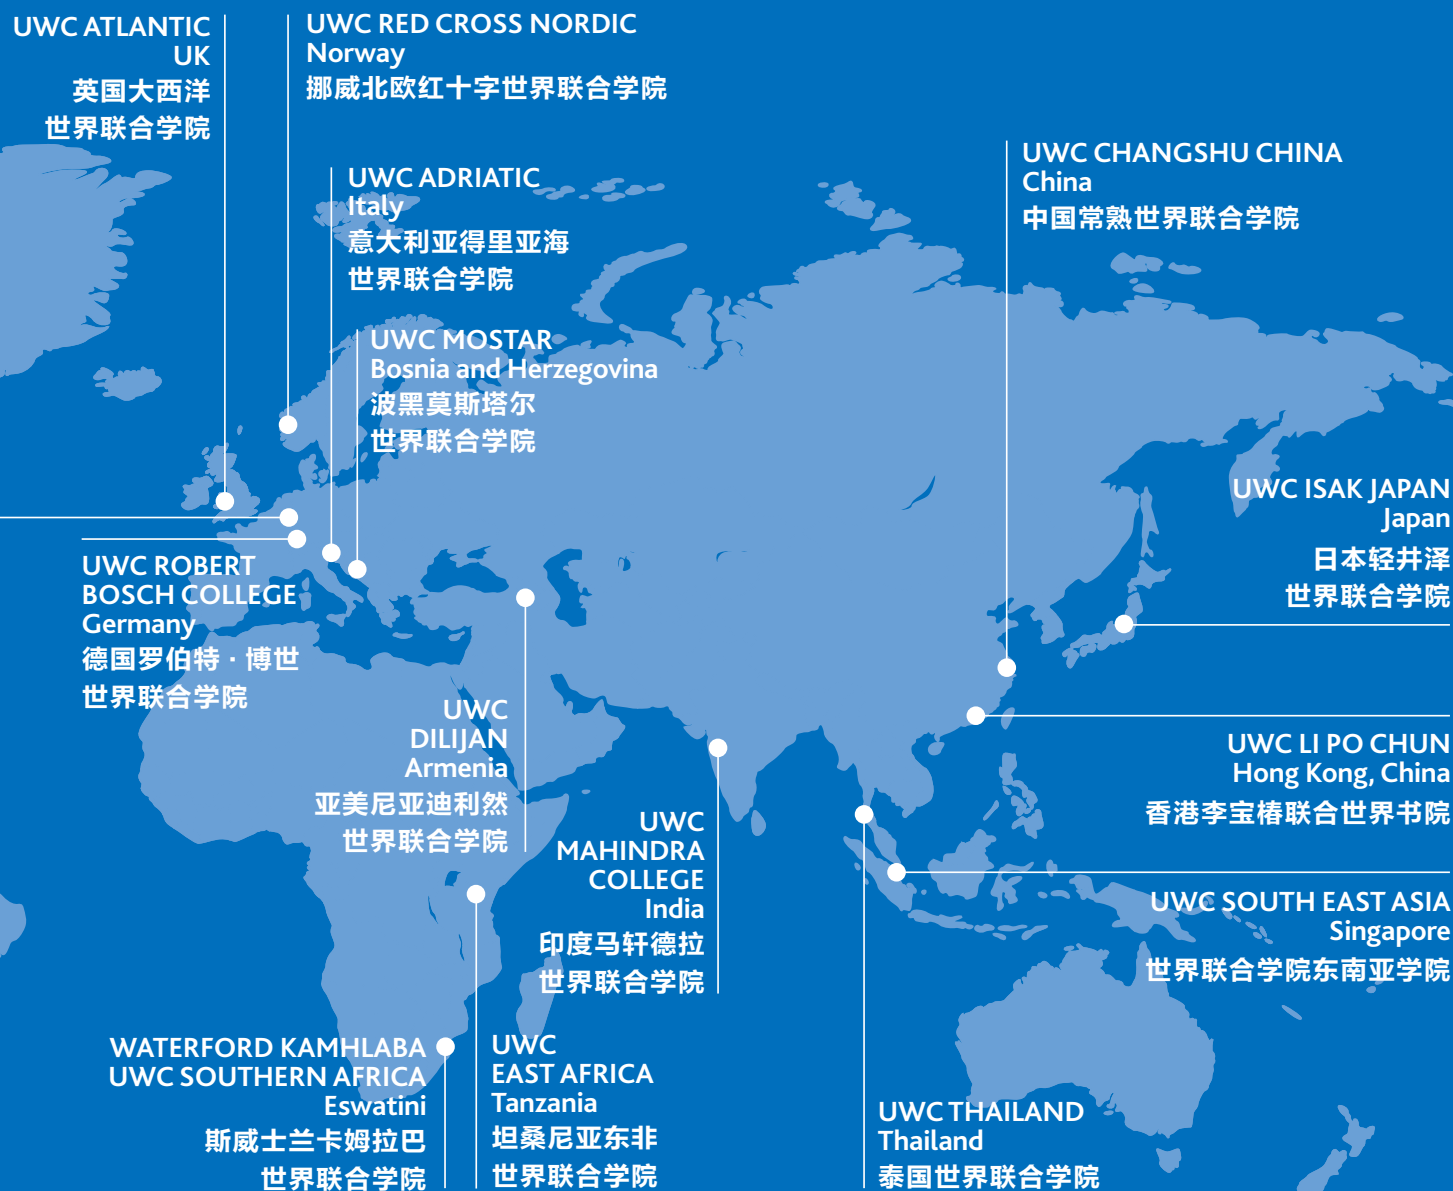 UWC ATLANTIC
UK
英国大西洋
世界联合学院
UWC RED CROSS NORDIC
Norway
挪威北欧红十字世界联合学院
UWC ADRIATIC
Italy
意大利亚得里亚海
世界联合学院
UWC CHANGSHU CHINA
China
中国常熟世界联合学院
UWC MOSTAR
Bosnia and Herzegovina
波黑莫斯塔尔
世界联合学院
UWC ISAK JAPAN
Japan
日本轻井泽
世界联合学院
UWC ROBERT
BOSCH COLLEGE
Germany
德国罗伯特·博世
世界联合学院
UWC
DILIJAN
Armenia
亚美尼亚迪利然
世界联合学院
UWC LI PO CHUN
Hong Kong, China
香港李宝椿联合世界书院
UWC
MAHINDRA
COLLEGE
India
印度马轩德拉
世界联合学院
UWC SOUTH EAST ASIA
Singapore
世界联合学院东南亚学院
WATERFORD KAMHLABA
UWC SOUTHERN AFRICA
Eswatini
斯威士兰卡姆拉巴
世界联合学院
UWC
EAST AFRICA
Tanzania
坦桑尼亚东非
世界联合学院
UWC THAILAND
Thailand
泰国世界联合学院